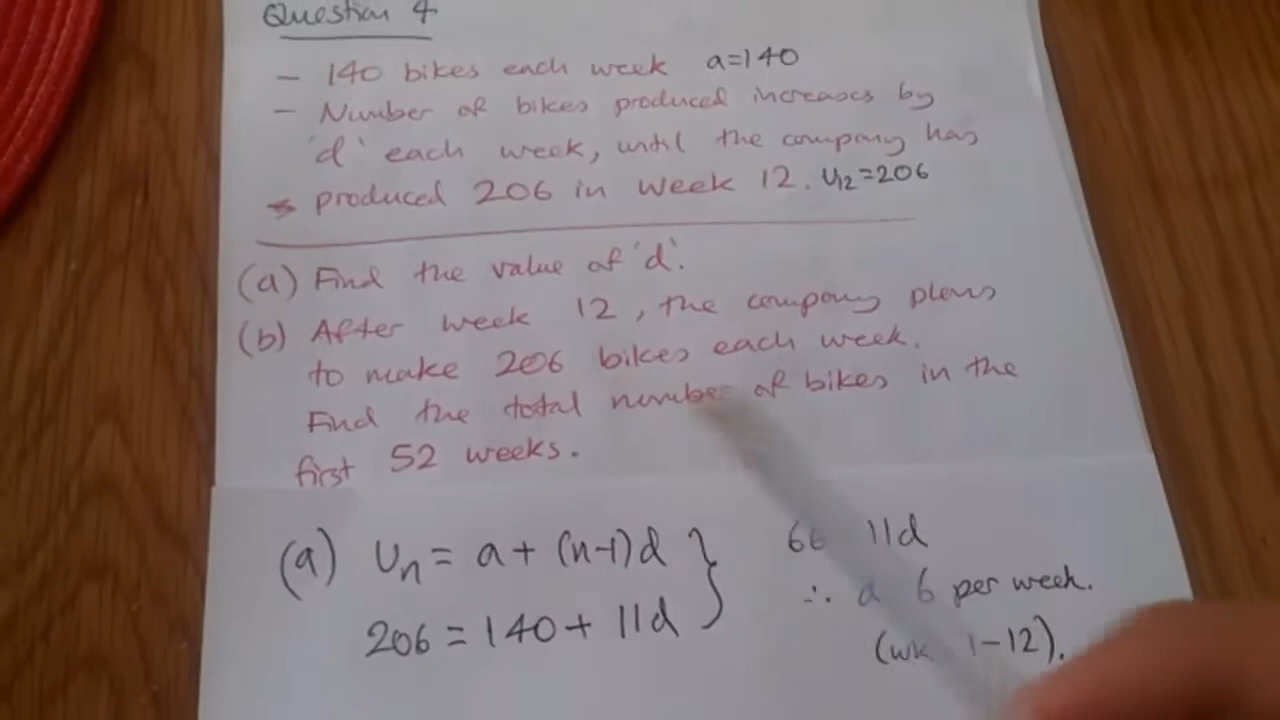 Question 4
- 140 bikes each week a=140
- Number of bikes produced increases by
'd' each week, until the company has
produced 206 in week 12. U12=206
(a) Find the value of 'd'.
(b) After week 12, the company plans
to make 206 bikes each week.
Find the total number of bikes in the
first 52 weeks.
(a) Un = a + (n-1)d } 66 11d
206 = 140 + 11d ∴ 6 per week.
(wk 1-12).